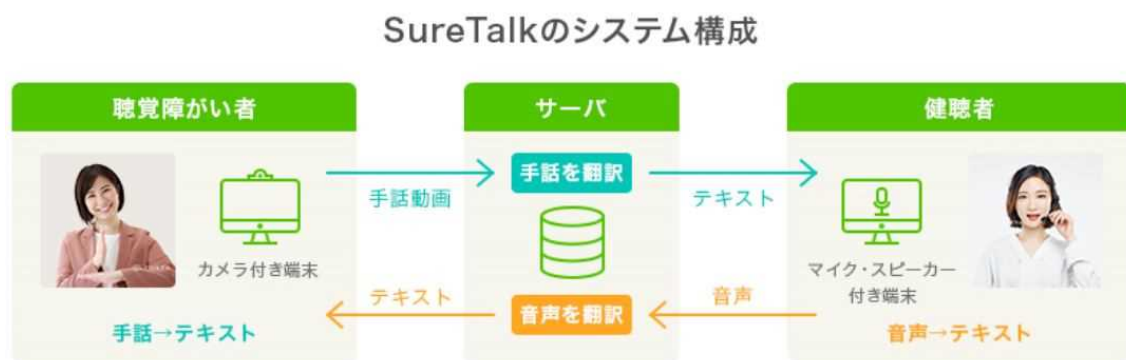 SureTalkのシステム構成
聴覚障がい者
サーバ
健聴者
手話動画
手話を翻訳
テキスト
カメラ付き端末
マイク・スピーカー
付き端末
テキスト
音声を翻訳
音声
手話→テキスト
音声→テキスト